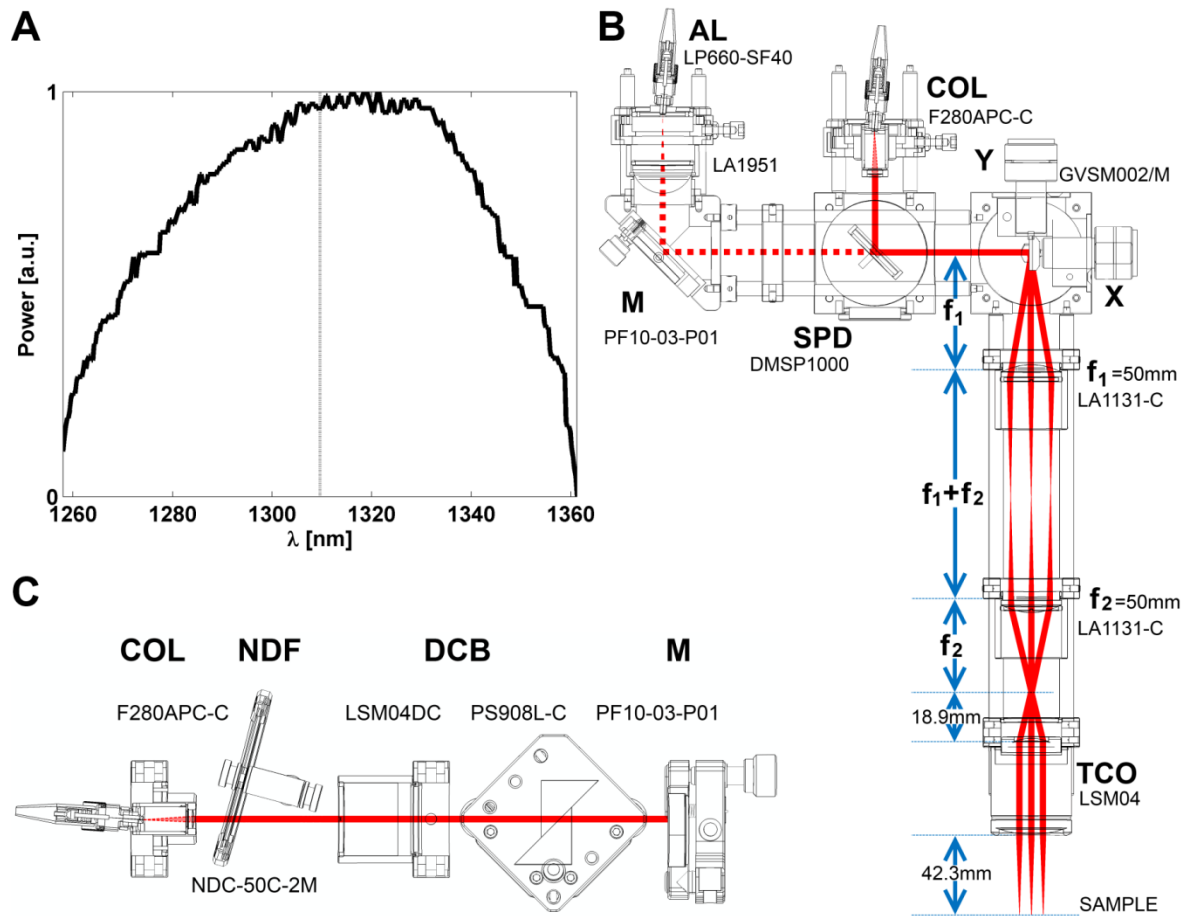 A
1
Power [a.u.]
0
1260 1280 1300 1320 1340 1360
λ [nm]
B
AL
LP660-SF40
COL
F280APC-C
LA1951
Y
GVSM002/M
X
M
PF10-03-P01
SPD
DMSP1000
f1
f1=50mm
LA1131-C
f1+f2
f2=50mm
LA1131-C
f2
18.9mm
TCO
LSM04
42.3mm
SAMPLE
C
COL NDF DCB M
F280APC-C LSM04DC PS908L-C PF10-03-P01
NDC-50C-2M